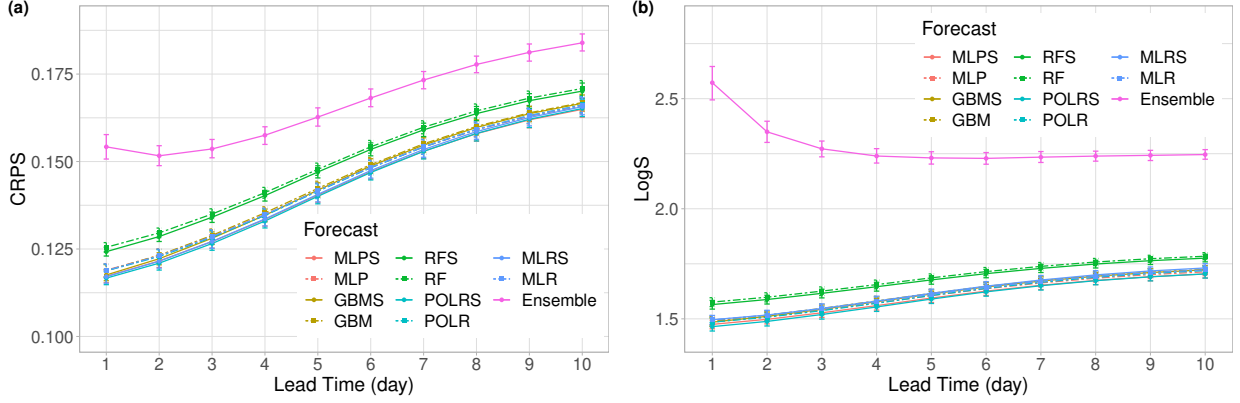 (a)
CRPS
0.175
0.150
0.125
0.100
Forecast
MLPS RFS MLRS
MLP RF MLR
GBMS POLRS Ensemble
GBM POLR
1 2 3 4 5 6 7 8 9 10
Lead Time (day)
(b)
LogS
2.5
2.0
1.5
Forecast
MLPS RFS MLRS
MLP RF MLR
GBMS POLRS Ensemble
GBM POLR
1 2 3 4 5 6 7 8 9 10
Lead Time (day)